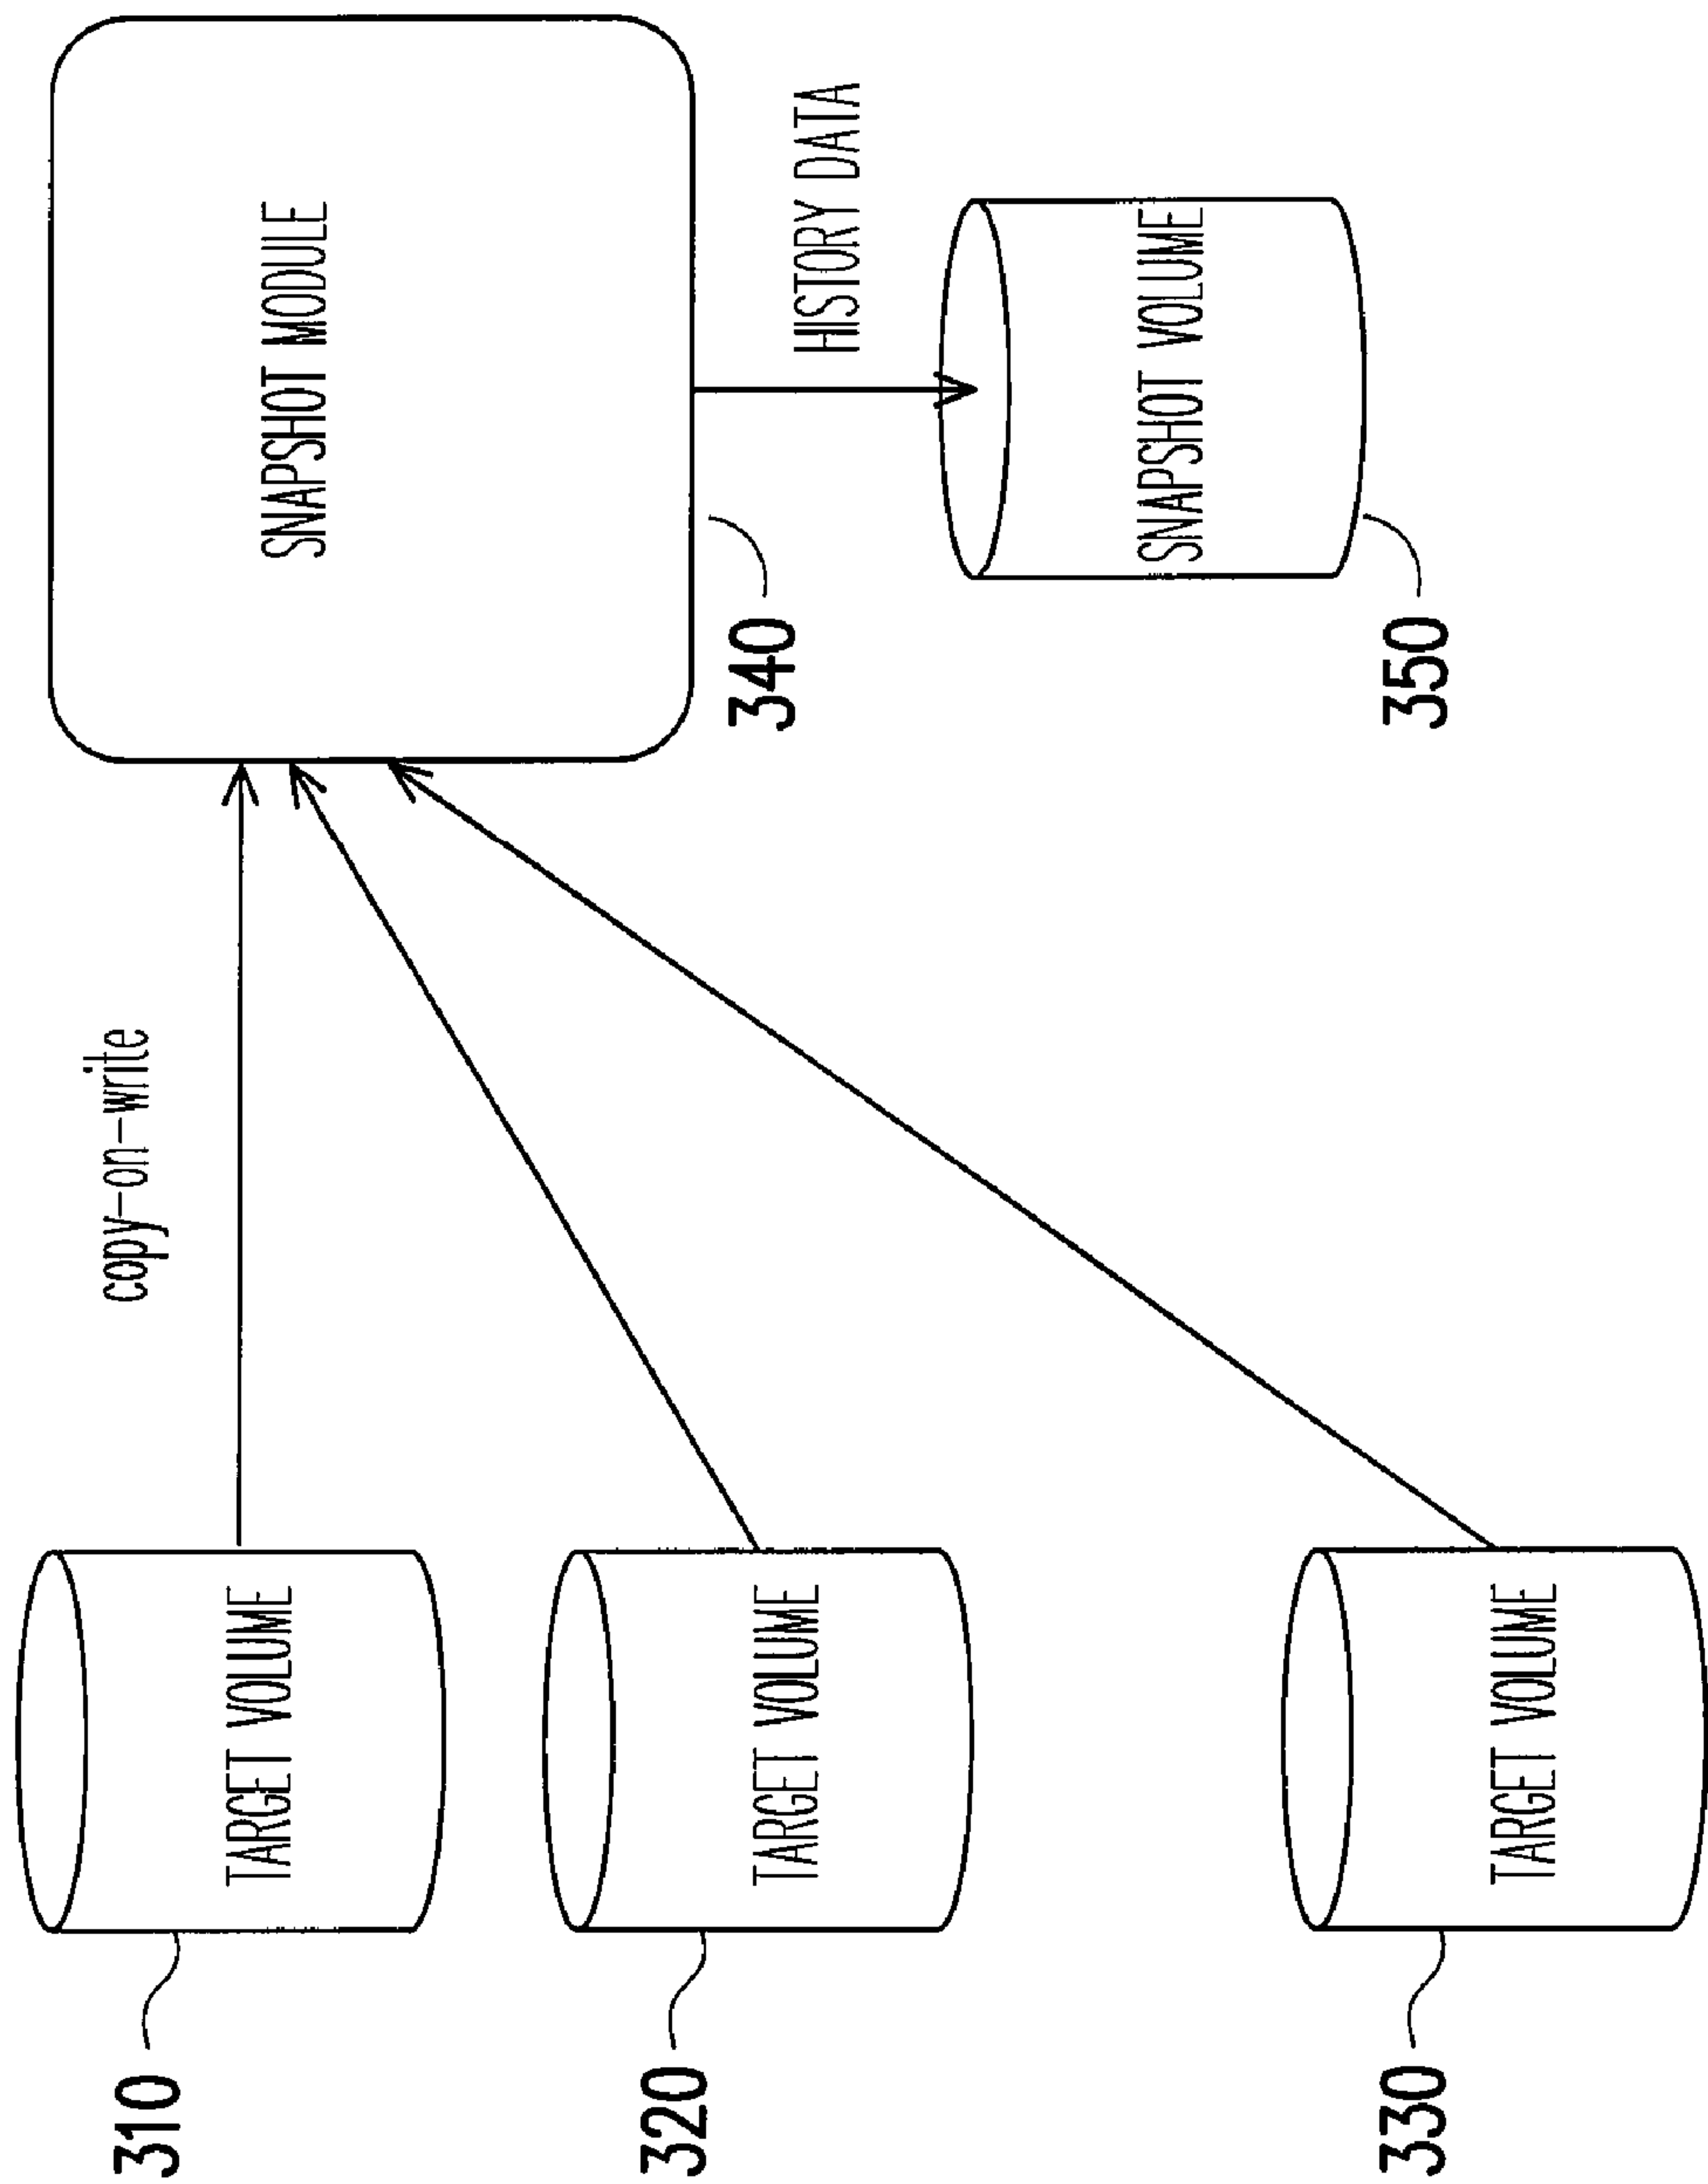 310
TARGET VOLUME
copy-on-write
SNAPSHOT MODULE
340
HISTORY DATA
320
TARGET VOLUME
SNAPSHOT VOLUME
350
330
TARGET VOLUME